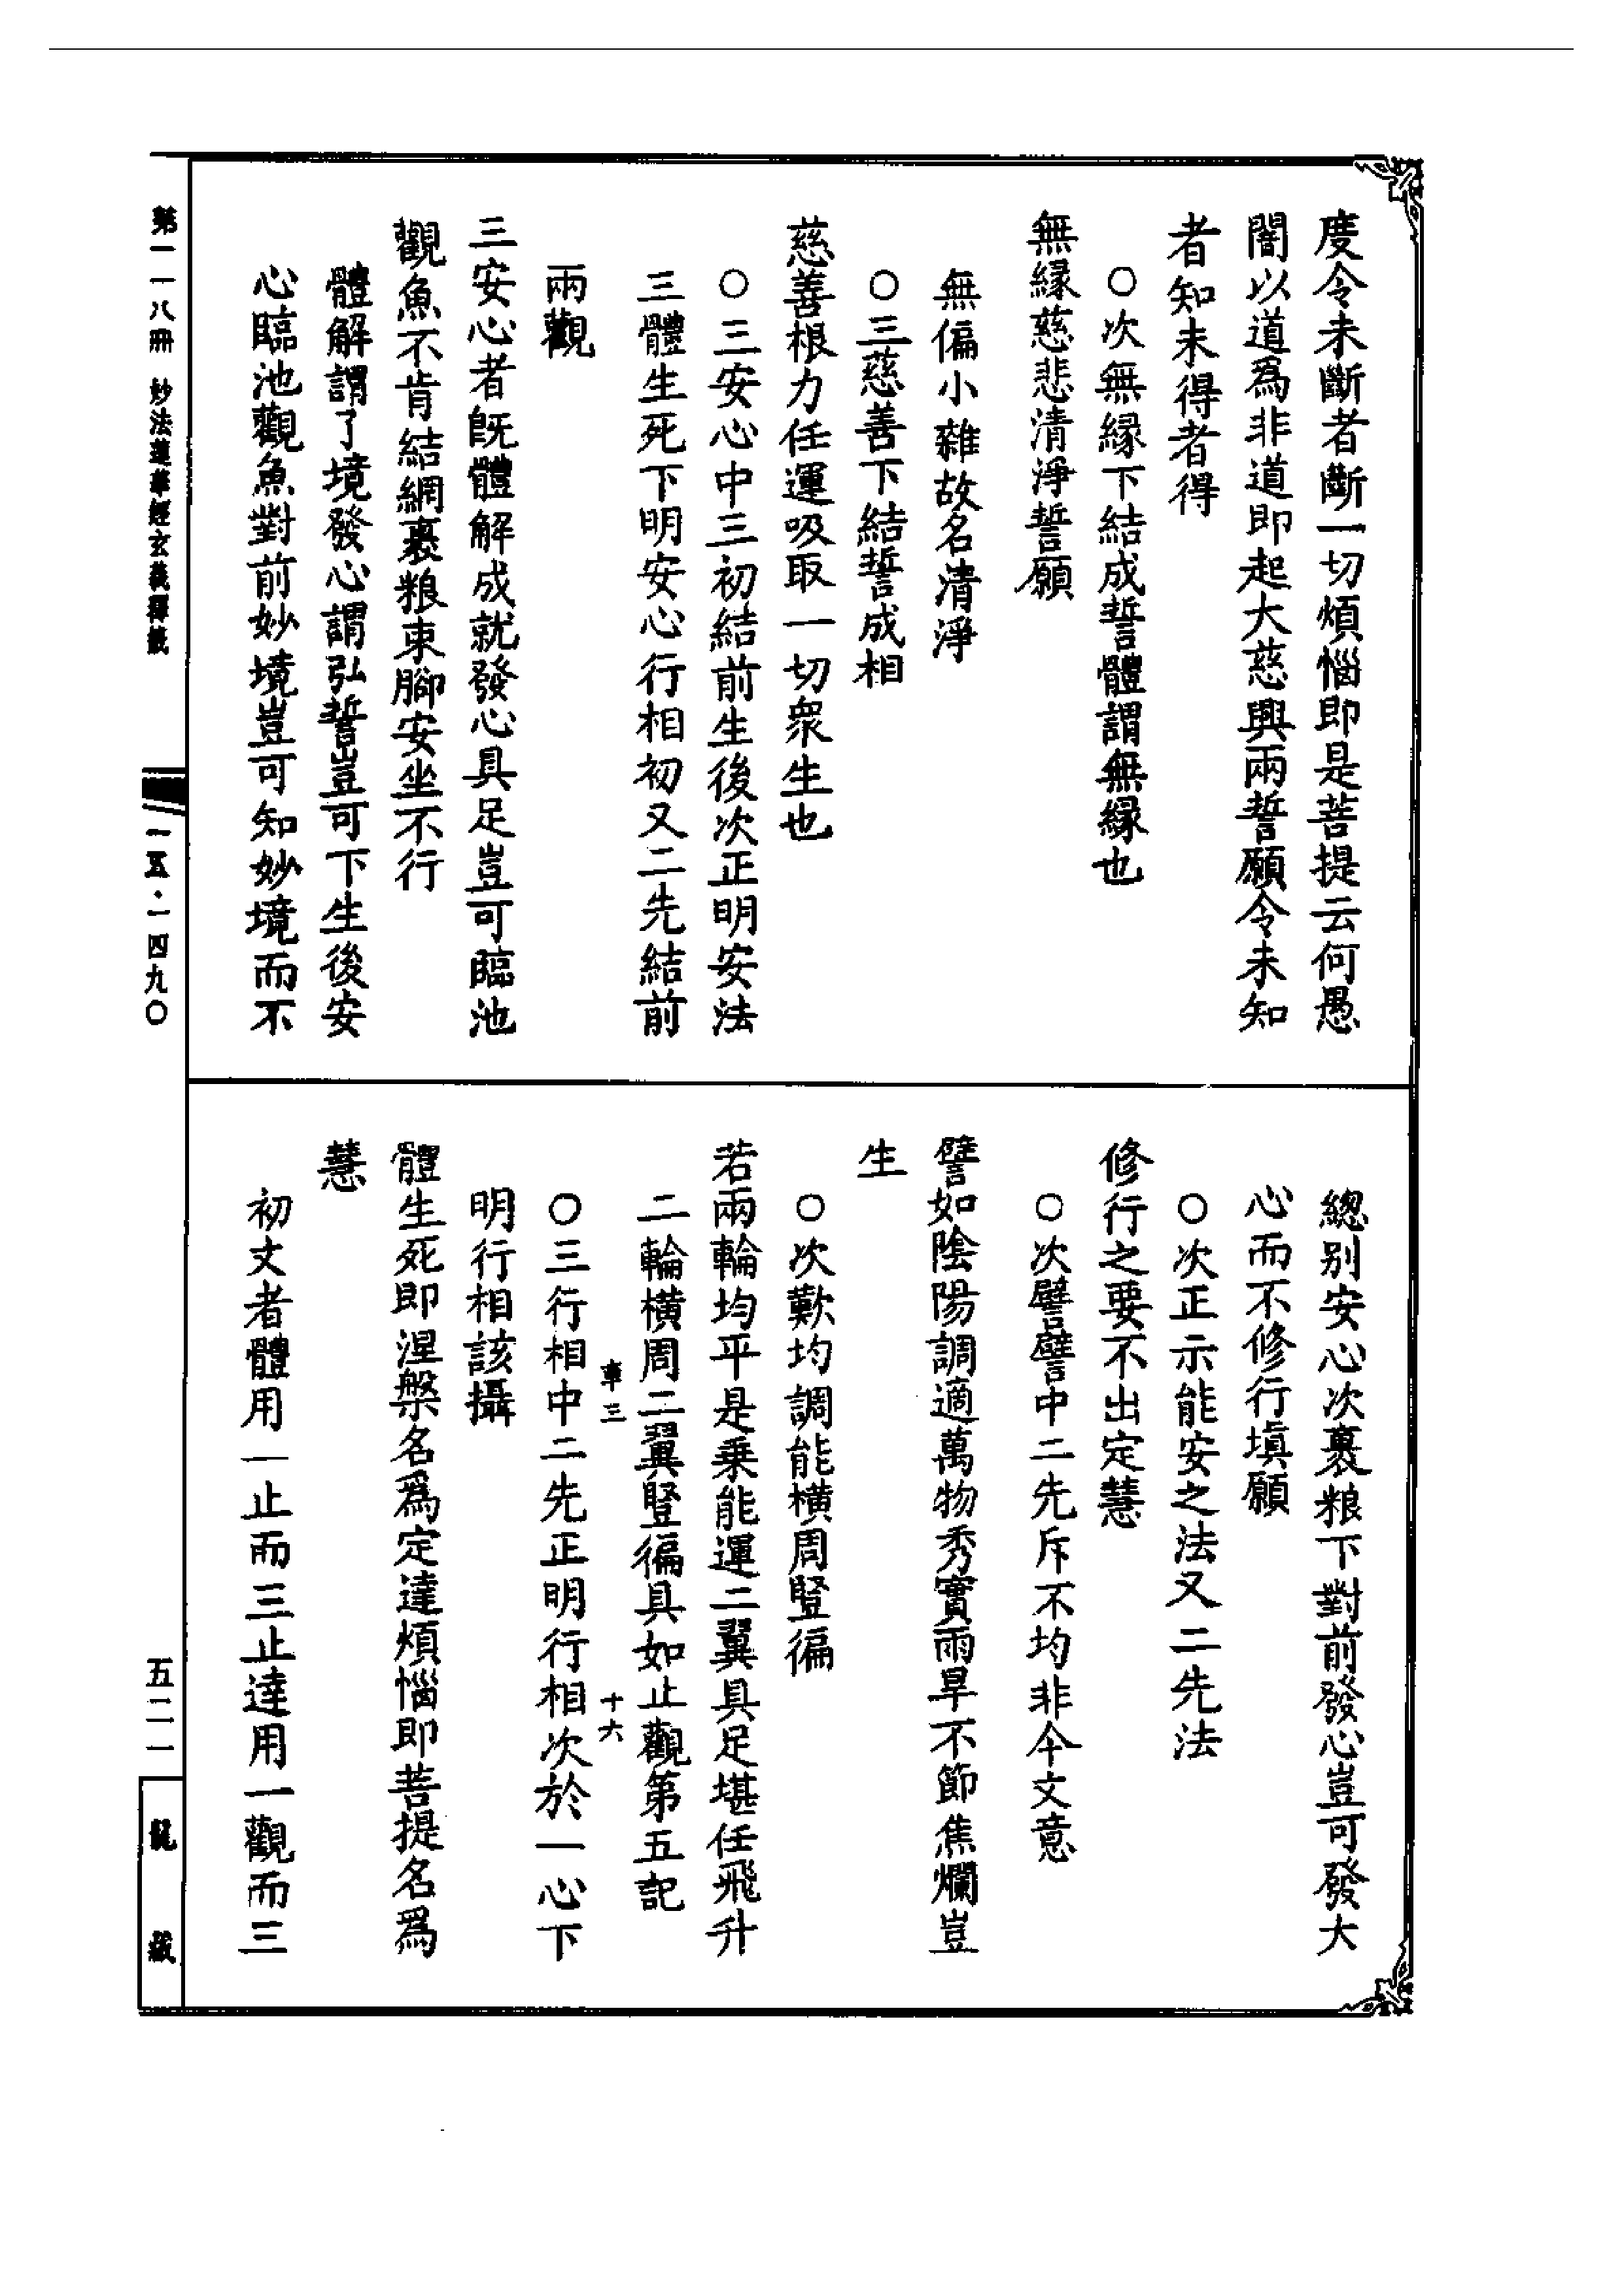 度令未斷者斷一切煩惱即是菩提云何愚
闇以道為非道即起大慈興兩誓願令未知
者知未得者得
○次無緣下結成誓體謂無緣也
無緣慈悲清淨誓願
無偏小雜故名清淨
○三慈善下結誓成相
慈善根力任運吸取一切眾生也
○三安心中三初結前生後次正明安法
三體生死下明安心行相初又二先結前
兩觀
三安心者旣體解成就發心具足豈可臨池
觀魚不肯結網裹粮束腳安坐不行
體解謂了境發心謂弘誓豈可下生後安
心臨池觀魚對前妙境豈可知妙境而不
總別安心次裹粮下對前發心豈可發大
心而不修行塡願
○次正示能安之法又二先法
修行之要不出定慧
○次譬譬中二先斥不均非今文意
譬如陰陽調適萬物秀實雨旱不節焦爛豈
生
○次歎均調能橫周豎徧
若兩輪均平是乘能運二翼具足堪任飛升
二輪橫周二翼豎徧具如止觀第五記
車三 十六
○三行相中二先正明行相次於一心下
明行相該攝
體生死即涅槃名爲定達煩惱即菩提名爲
慧
初文者體用一止而三止達用一觀而三
第一一八冊 妙法蓮華經玄義釋籤
一五·一四九〇
五二一
龍藏